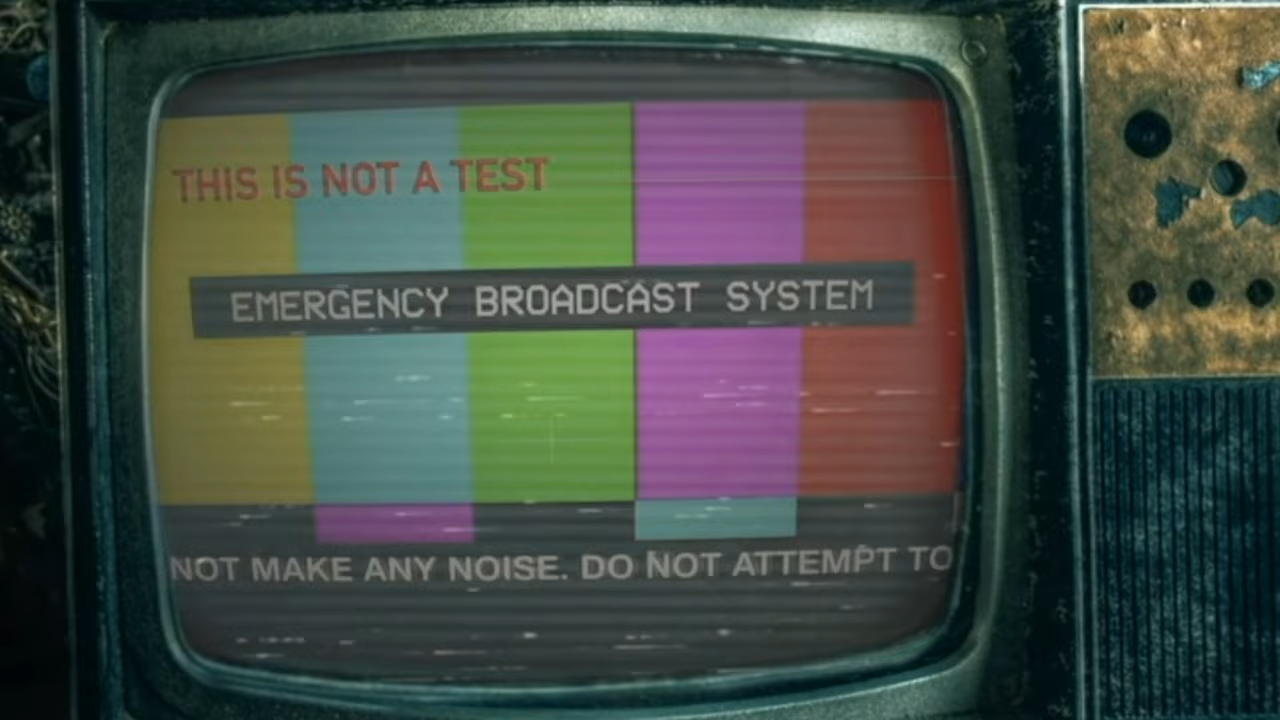 THIS IS NOT A TEST
EMERGENCY BROADCAST SYSTEM
NOT MAKE ANY NOISE. DO NOT ATTEMPT TO